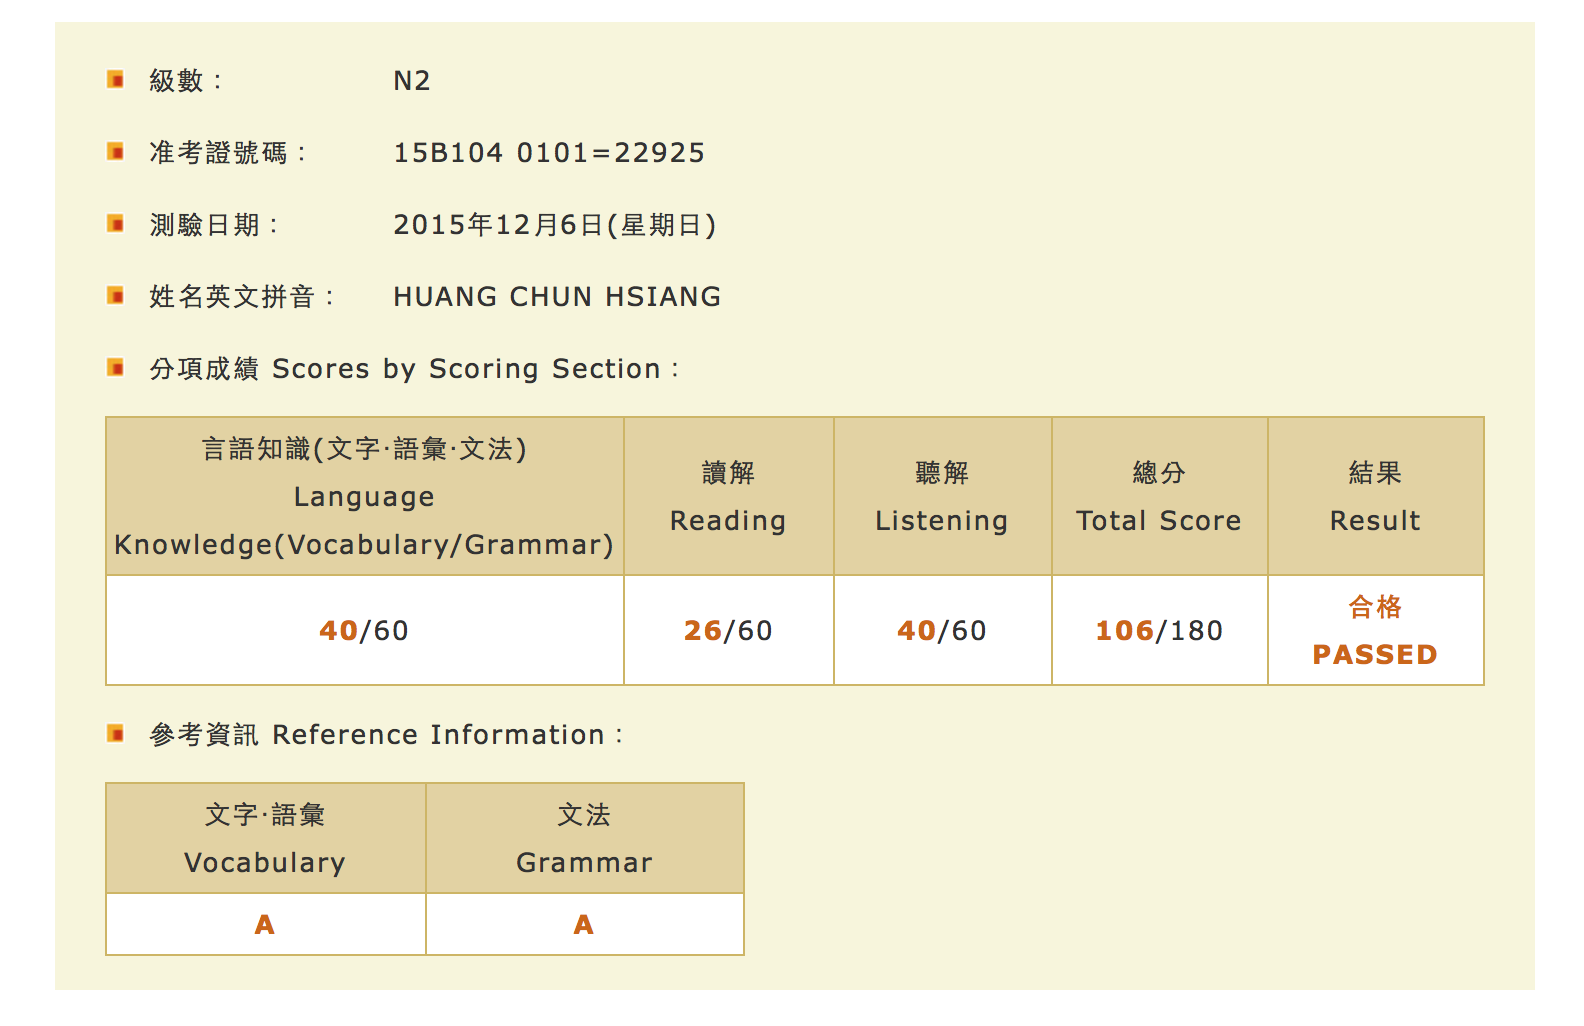 級數： N2
准考證號碼： 15B104 0101=22925
測驗日期： 2015年12月6日(星期日)
姓名英文拼音： HUANG CHUN HSIANG
分項成績 Scores by Scoring Section：
言語知識(文字·語彙·文法)
Language
Knowledge(Vocabulary/Grammar)
讀解
Reading
聽解
Listening
總分
Total Score
結果
Result
40/60
26/60
40/60
106/180
合格
PASSED
參考資訊 Reference Information：
文字·語彙
Vocabulary
文法
Grammar
A
A